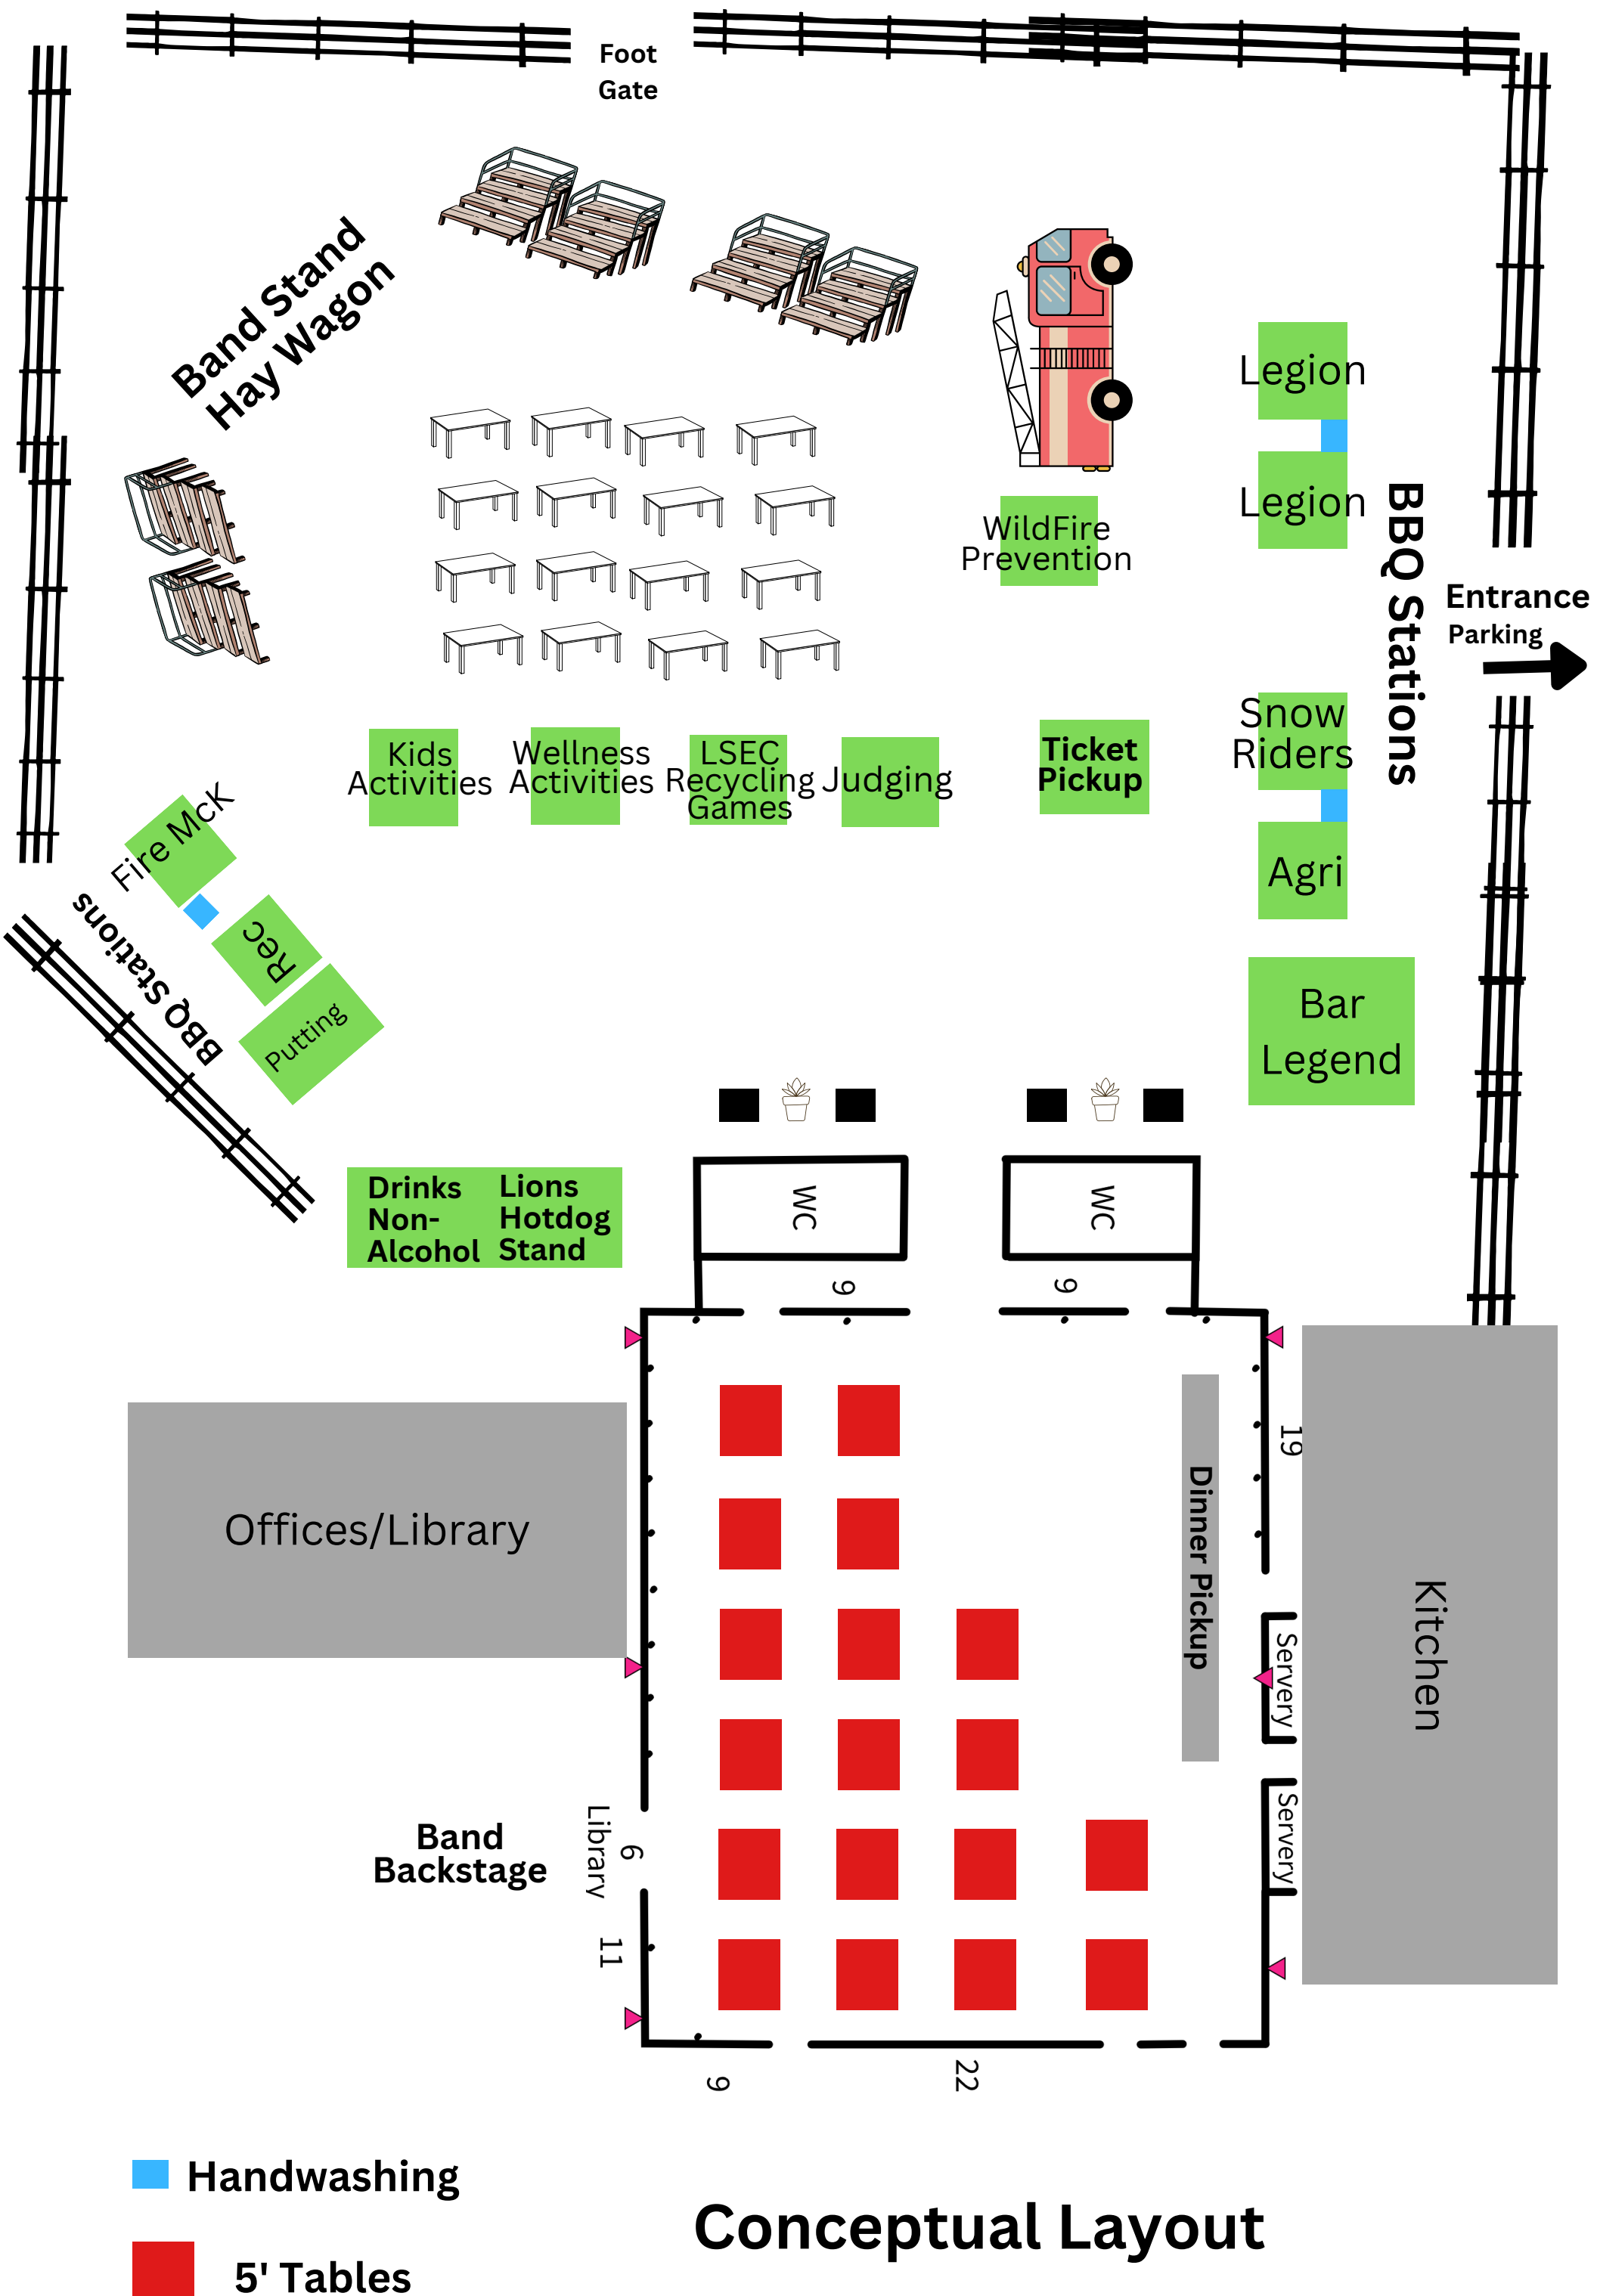 Foot
Gate
Band Stand
Hay Wagon
Legion
Legion
WildFire
Prevention
BBQ Stations
Entrance
Parking
Snow
Riders
Kids
Activities
Wellness
Activities
LSEC
Recycling
Games
Judging
Ticket
Pickup
Fire McK
Rec
Putting
BBQ Stations
Agri
Bar
Legend
Drinks
Non-
Alcohol
Lions
Hotdog
Stand
WC
WC
9
9
19
Offices/Library
Dinner Pickup
Kitchen
Servery
Servery
Band
Backstage
Library
6
11
9
22
Handwashing
Conceptual Layout
5' Tables